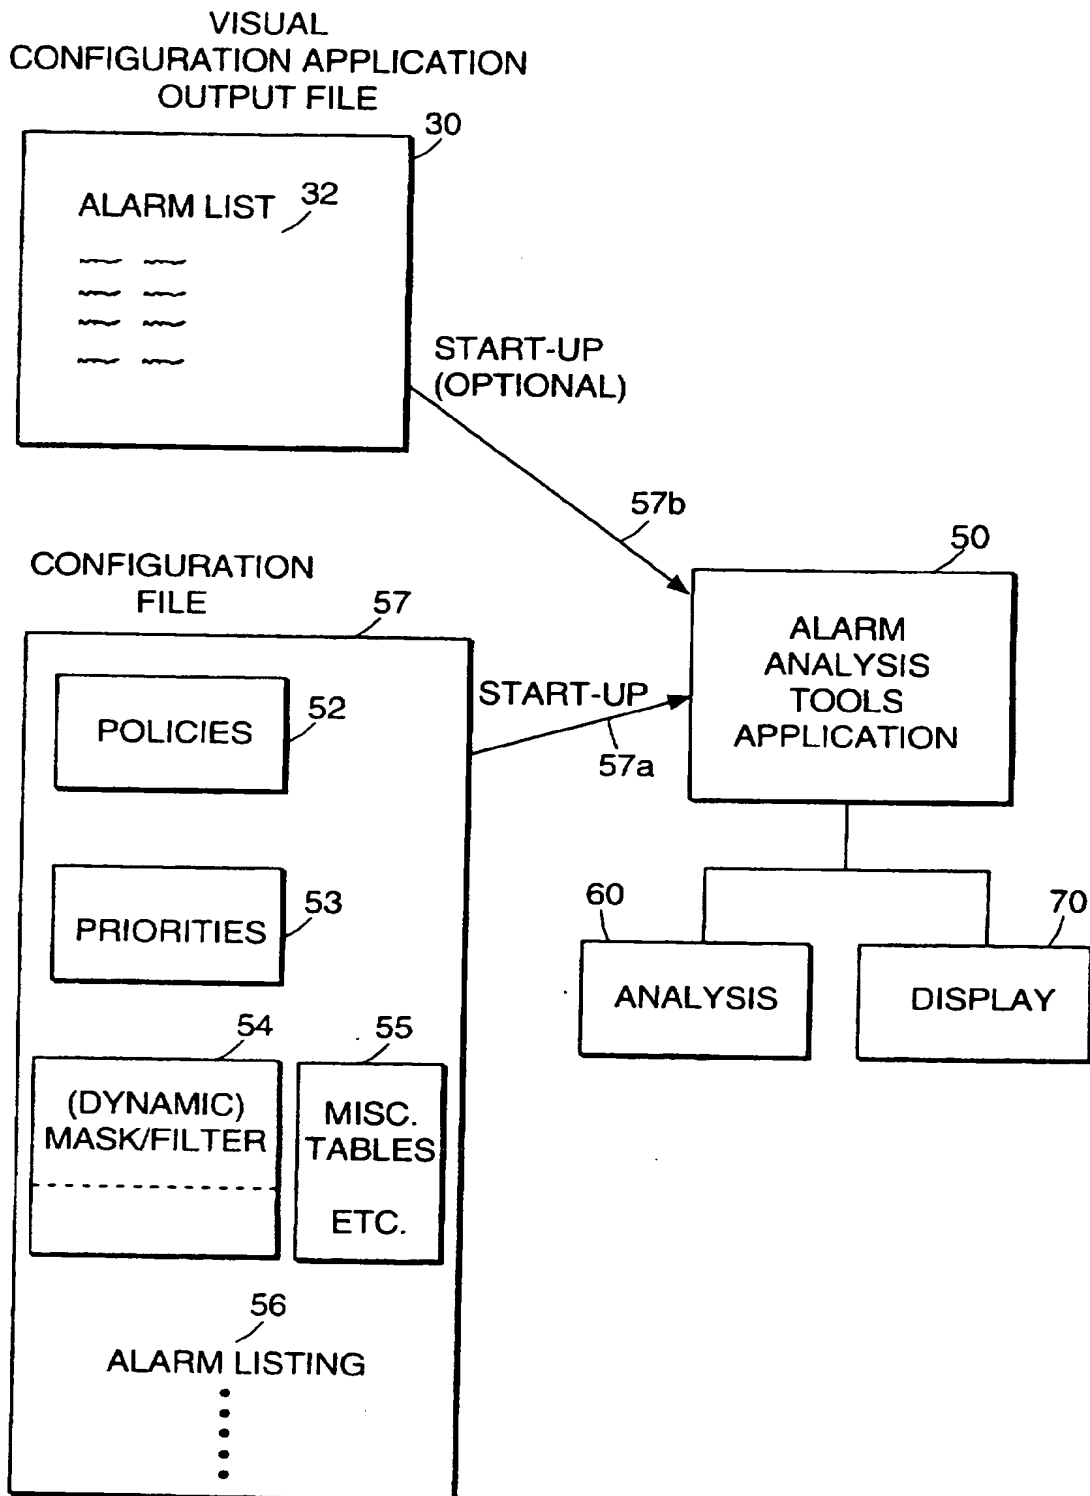 VISUAL
CONFIGURATION APPLICATION
OUTPUT FILE
30
ALARM LIST
32
START-UP
(OPTIONAL)
57b
50
ALARM
ANALYSIS
TOOLS
APPLICATION
CONFIGURATION
FILE
57
POLICIES
52
START-UP
57a
PRIORITIES
53
60
ANALYSIS
70
DISPLAY
54
(DYNAMIC)
MASK/FILTER
55
MISC.
TABLES
ETC.
56
ALARM LISTING